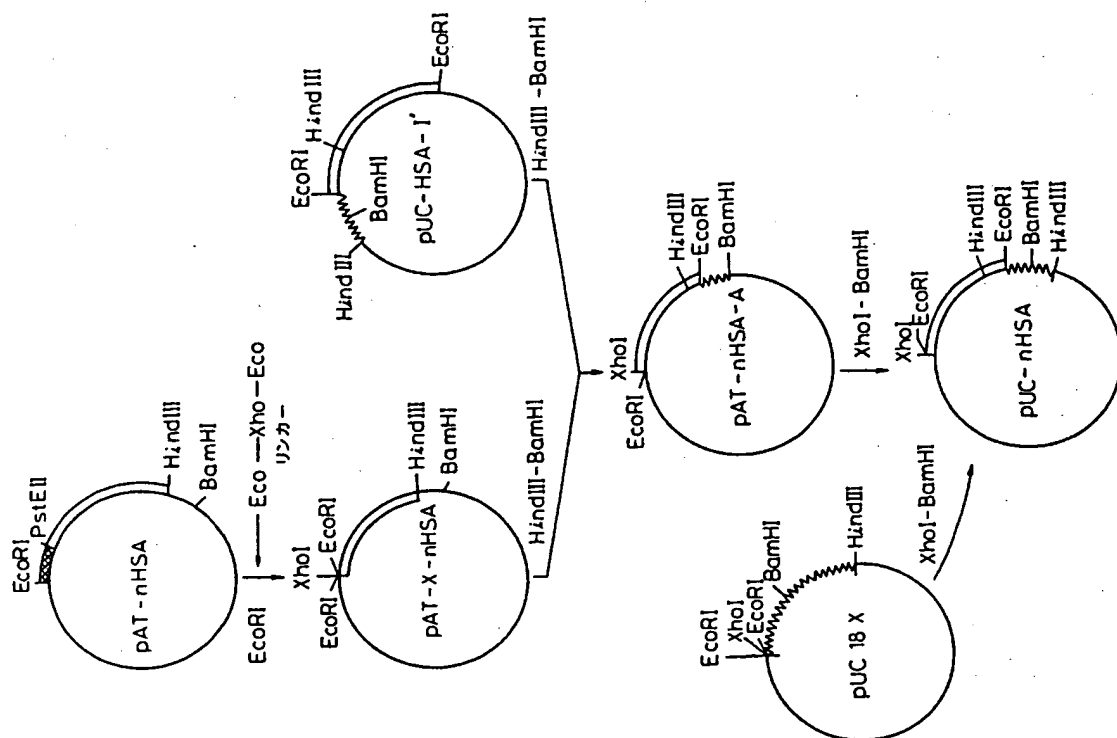 EcoRI
PstEII
HindIII
BamHI
pAT-nHSA
EcoRI
Eco—Xho—Eco
リンカー
XhoI
EcoRI
EcoRI
HindIII
BamHI
pAT-X-nHSA
HindIII-BamHI
EcoRI
HindIII
BamHI
HindIII
EcoRI
pUC-HSA-I'
HindIII-BamHI
XhoI
EcoRI
HindIII
EcoRI
BamHI
pAT-nHSA-A
XhoI-BamHI
EcoRI
XhoI
EcoRI
BamHI
HindIII
pUC 18 X
XhoI-BamHI
XhoI
EcoRI
HindIII
EcoRI
BamHI
HindIII
pUC-nHSA